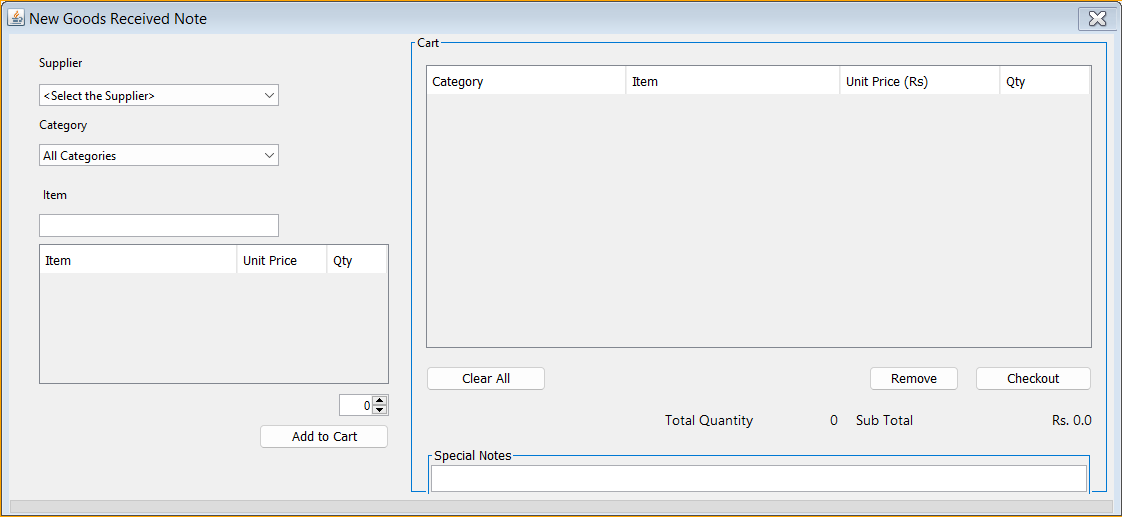 New Goods Received Note
Supplier
<Select the Supplier>
Category
All Categories
Item
Item Unit Price Qty
0
Add to Cart
Cart
Category Item Unit Price (Rs) Qty
Clear All Remove Checkout
Total Quantity 0 Sub Total Rs. 0.0
Special Notes